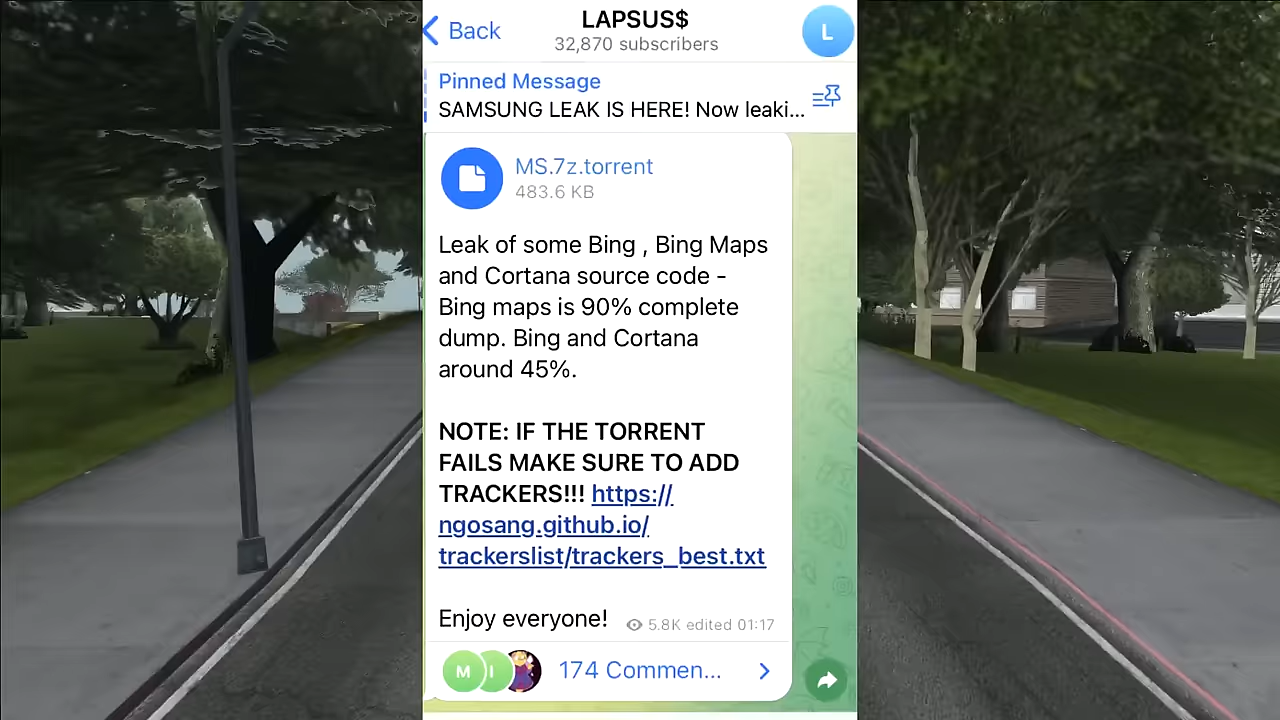 Back
LAPSUS$
32,870 subscribers
L
Pinned Message
SAMSUNG LEAK IS HERE! Now leaki...
MS.7z.torrent
483.6 KB
Leak of some Bing , Bing Maps
and Cortana source code -
Bing maps is 90% complete
dump. Bing and Cortana
around 45%.
NOTE: IF THE TORRENT
FAILS MAKE SURE TO ADD
TRACKERS!!! https://
ngosang.github.io/
trackerslist/trackers_best.txt
Enjoy everyone!
5.8K edited 01:17
M I
174 Commen...